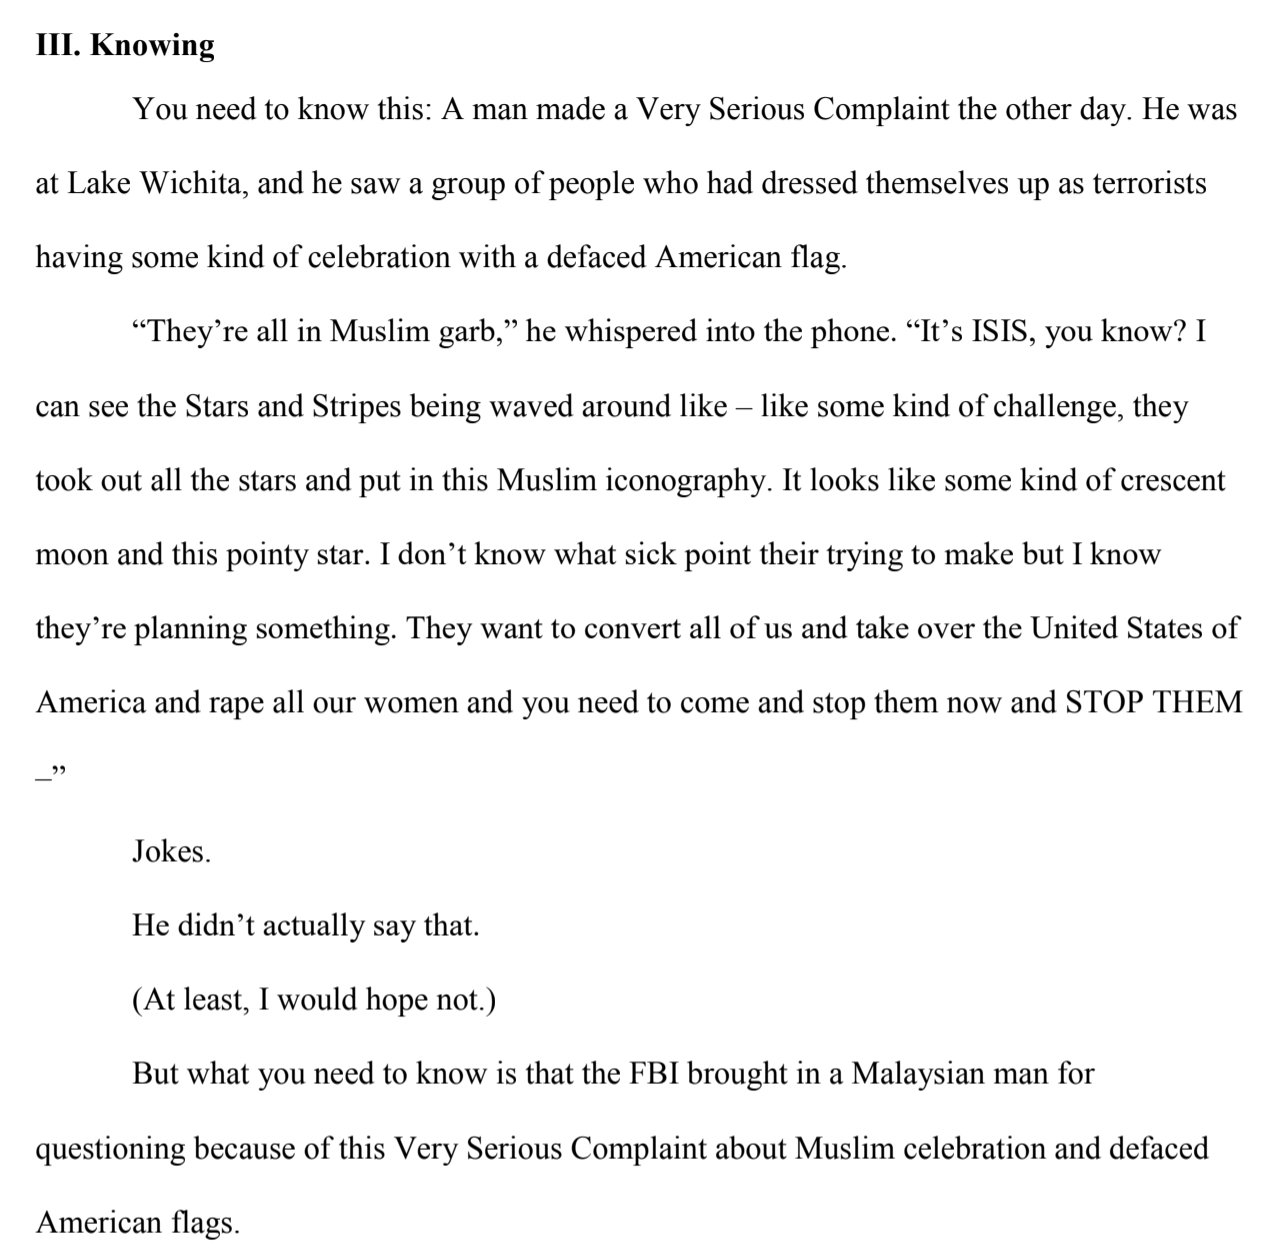 III. Knowing
You need to know this: A man made a Very Serious Complaint the other day. He was
at Lake Wichita, and he saw a group of people who had dressed themselves up as terrorists
having some kind of celebration with a defaced American flag.
“They’re all in Muslim garb,” he whispered into the phone. “It’s ISIS, you know? I
can see the Stars and Stripes being waved around like – like some kind of challenge, they
took out all the stars and put in this Muslim iconography. It looks like some kind of crescent
moon and this pointy star. I don’t know what sick point their trying to make but I know
they’re planning something. They want to convert all of us and take over the United States of
America and rape all our women and you need to come and stop them now and STOP THEM
–”
Jokes.
He didn’t actually say that.
(At least, I would hope not.)
But what you need to know is that the FBI brought in a Malaysian man for
questioning because of this Very Serious Complaint about Muslim celebration and defaced
American flags.